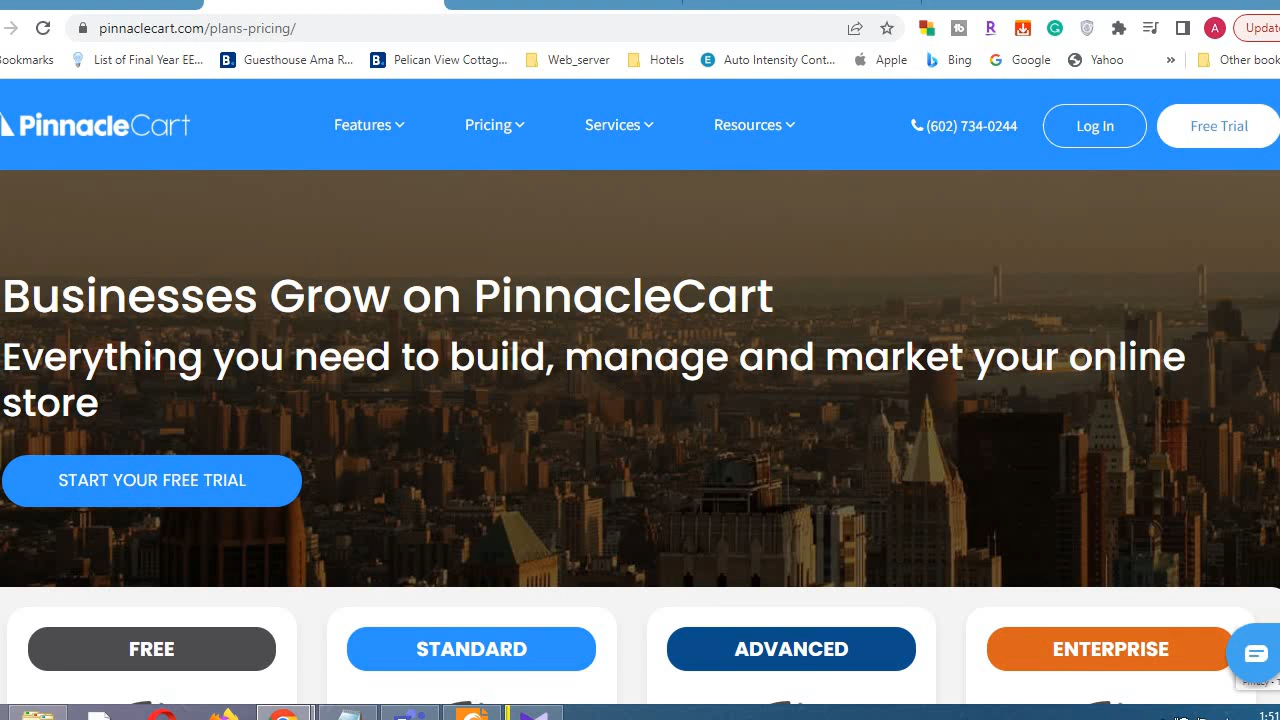 pinnaclecart.com/plans-pricing/
A
Update
Bookmarks
List of Final Year EE...
B.
Guesthouse Ama R...
B.
Pelican View Cottag...
Web_server
Hotels
Auto Intensity Cont...
Apple
Bing
Google
Yahoo
»
Other book
PinnacleCart
Features
Pricing
Services
Resources
(602) 734-0244
Log In
Free Trial
Businesses Grow on PinnacleCart
Everything you need to build, manage and market your online
store
START YOUR FREE TRIAL
FREE
STANDARD
ADVANCED
ENTERPRISE
1:51